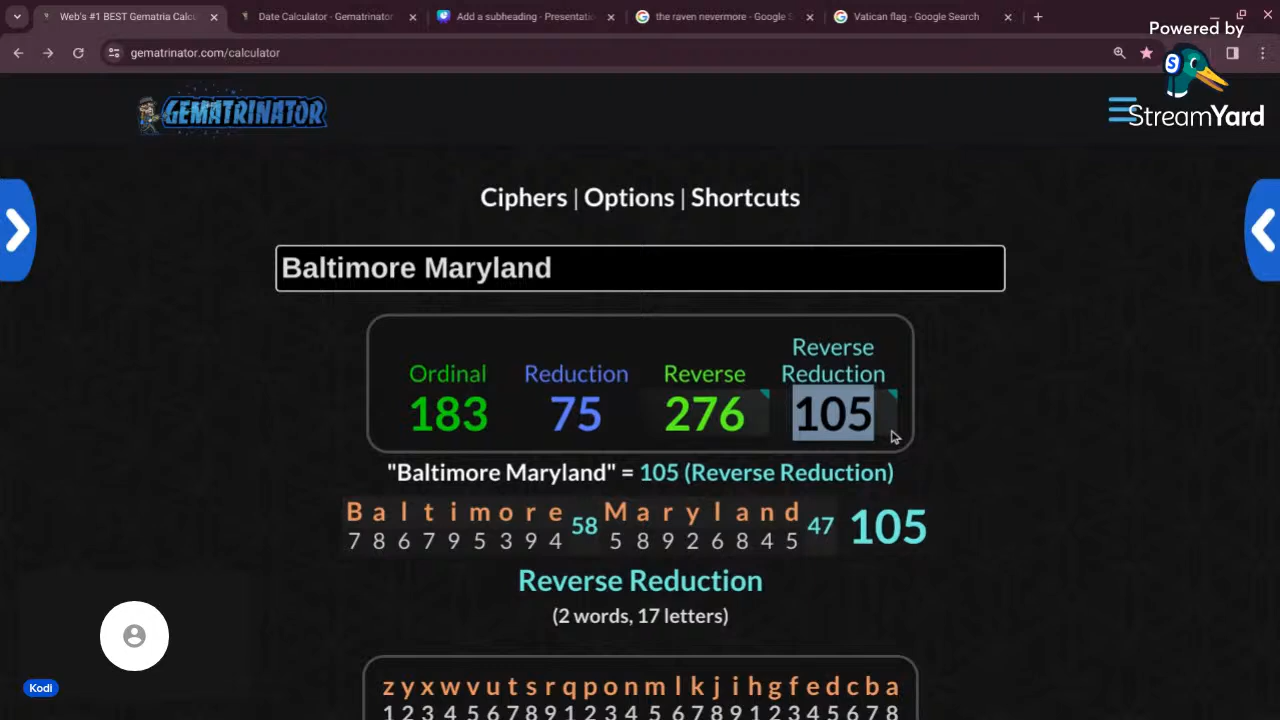 Web's #1 BEST Gematria Calcu
Date Calculator - Gematrinator
Add a subheading - Presentatio
the raven nevermore - Google S
Vatican flag - Google Search
gematrinator.com/calculator
Powered by
StreamYard
GEMATRINATOR
Ciphers | Options | Shortcuts
Baltimore Maryland
Ordinal Reduction Reverse Reverse Reduction
183 75 276 105
"Baltimore Maryland" = 105 (Reverse Reduction)
B a l t i m o r e 58 M a r y l a n d 47 105
7 8 6 7 9 5 3 9 4 5 8 9 2 6 8 4 5
Reverse Reduction
(2 words, 17 letters)
z y x w v u t s r q p o n m l k j i h g f e d c b a
1 2 3 4 5 6 7 8 9 1 2 3 4 5 6 7 8 9 1 2 3 4 5 6 7 8
Kodi